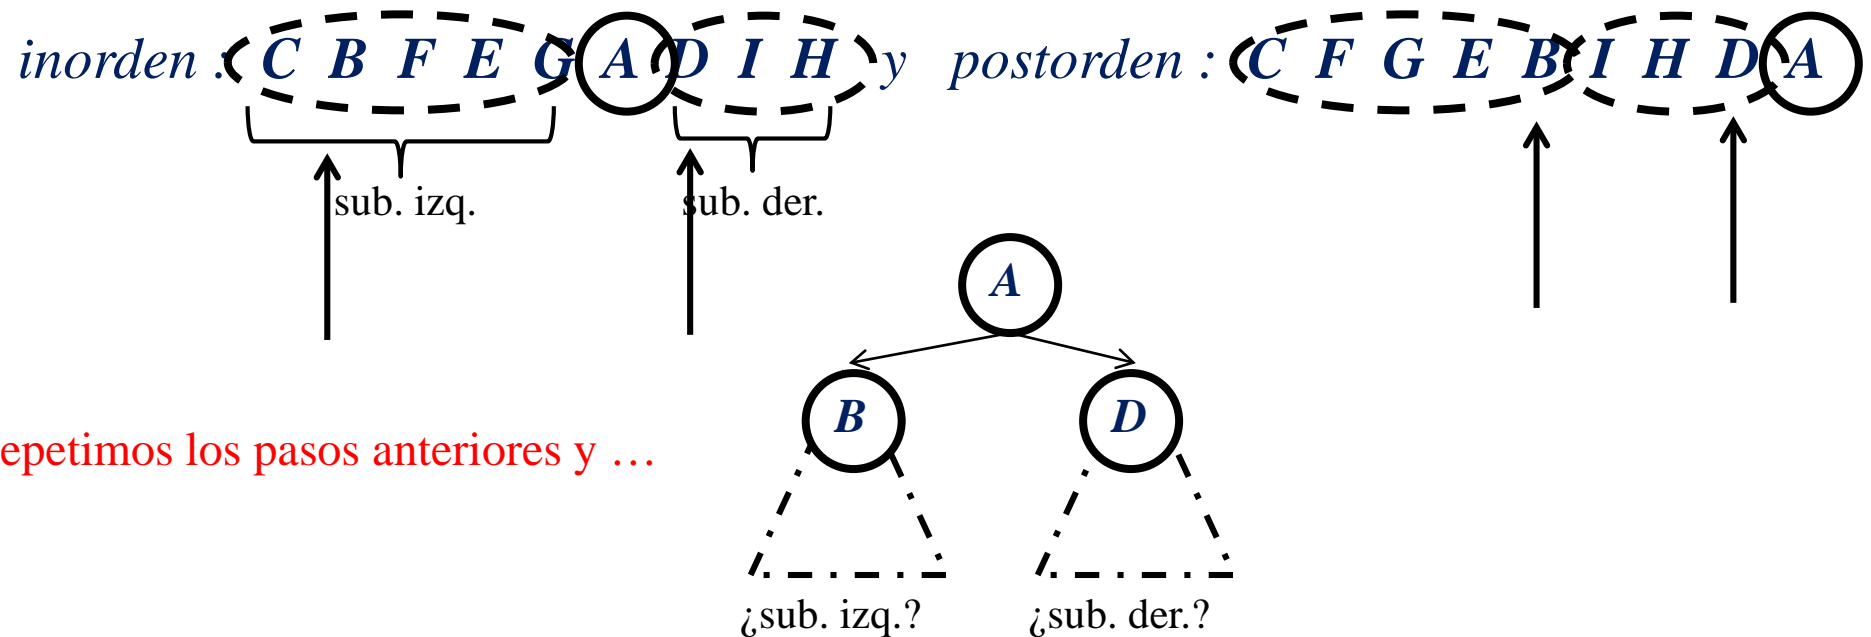 inorden : C B F E G A D I H y postorden : C F G E B I H D A
sub. izq. sub. der.
A
B D
epetimos los pasos anteriores y …
¿sub. izq.? ¿sub. der.?